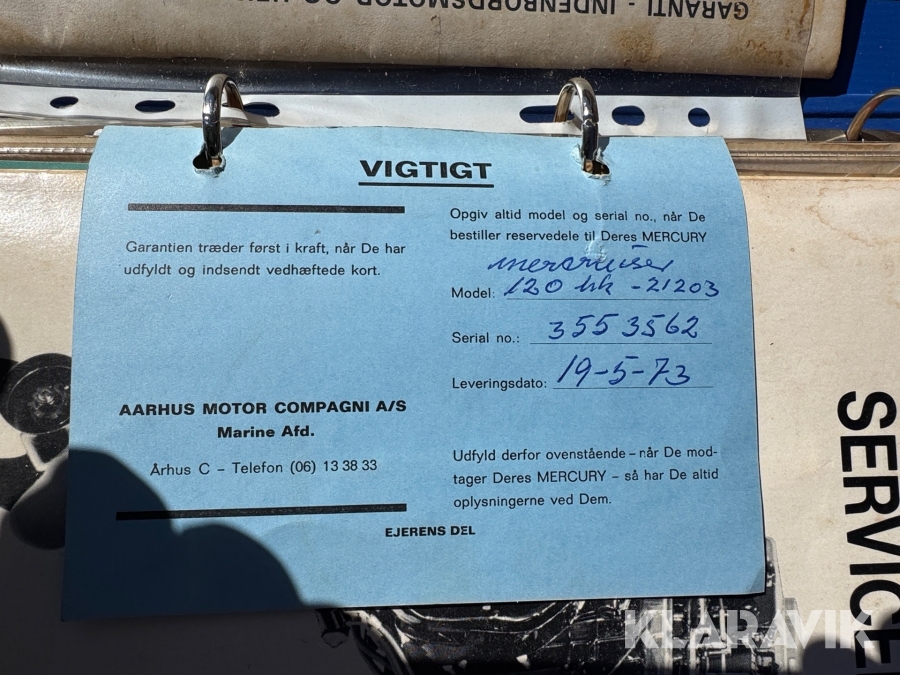 GARANTI - INDENBORDSMOTOR OG
VIGTIGT
Garantien træder først i kraft, når De har
udfyldt og indsendt vedhæftede kort.
AARHUS MOTOR COMPAGNI A/S
Marine Afd.
Århus C – Telefon (06) 13 38 33
Opgiv altid model og serial no., når De
bestiller reservedele til Deres MERCURY
mercruiser
Model: 120 hk - 21203
Serial no.: 3553562
Leveringsdato: 19-5-73
Udfyld derfor ovenstående – når De mod-
tager Deres MERCURY – så har De altid
oplysningerne ved Dem.
EJERENS DEL
SERVICE
KLARAVIK